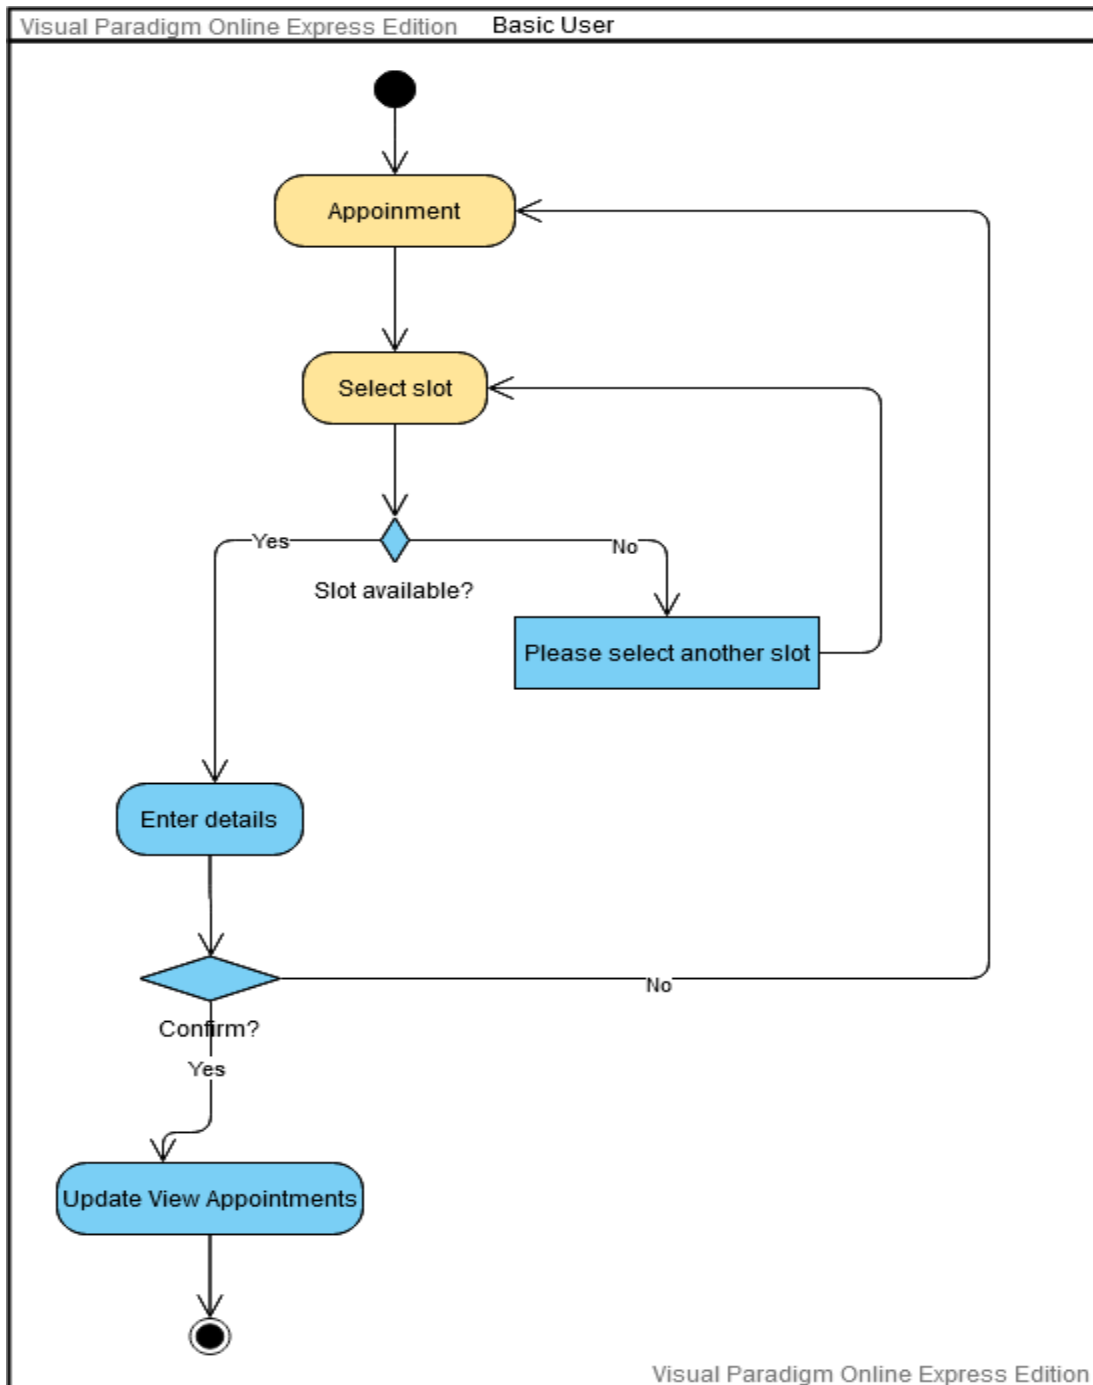 Visual Paradigm Online Express Edition
Basic User
Appoinment
Select slot
Yes
No
Slot available?
Please select another slot
Enter details
No
Confirm?
Yes
Update View Appointments
Visual Paradigm Online Express Edition